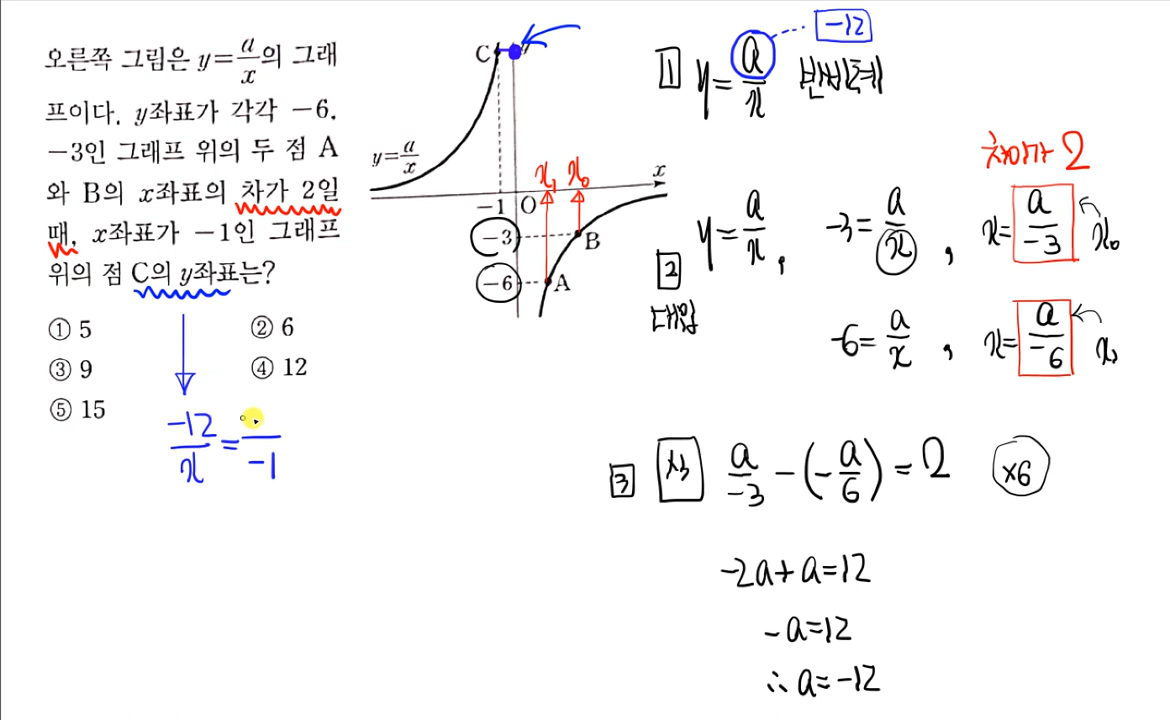 오른쪽 그림은 y=a/x의 그래
프이다. y좌표가 각각 -6,
-3인 그래프 위의 두 점 A
와 B의 x좌표의 차가 2일
때, x좌표가 -1인 그래프
위의 점 C의 y좌표는?
① 5 ② 6
③ 9 ④ 12
⑤ 15
-12/x = /-1
C
y=a/x
x₁ x₀
x
-1 O
-3 B
-6 A
-12
1 y=a/x 반비례
차이가 2
y=a/x, -3=a/x, x=a/-3 x₀
2
대입
-6=a/x, x=a/-6 x₁
3 차 a/-3-(-a/6)=2 ×6
-2a+a=12
-a=12
∴a=-12